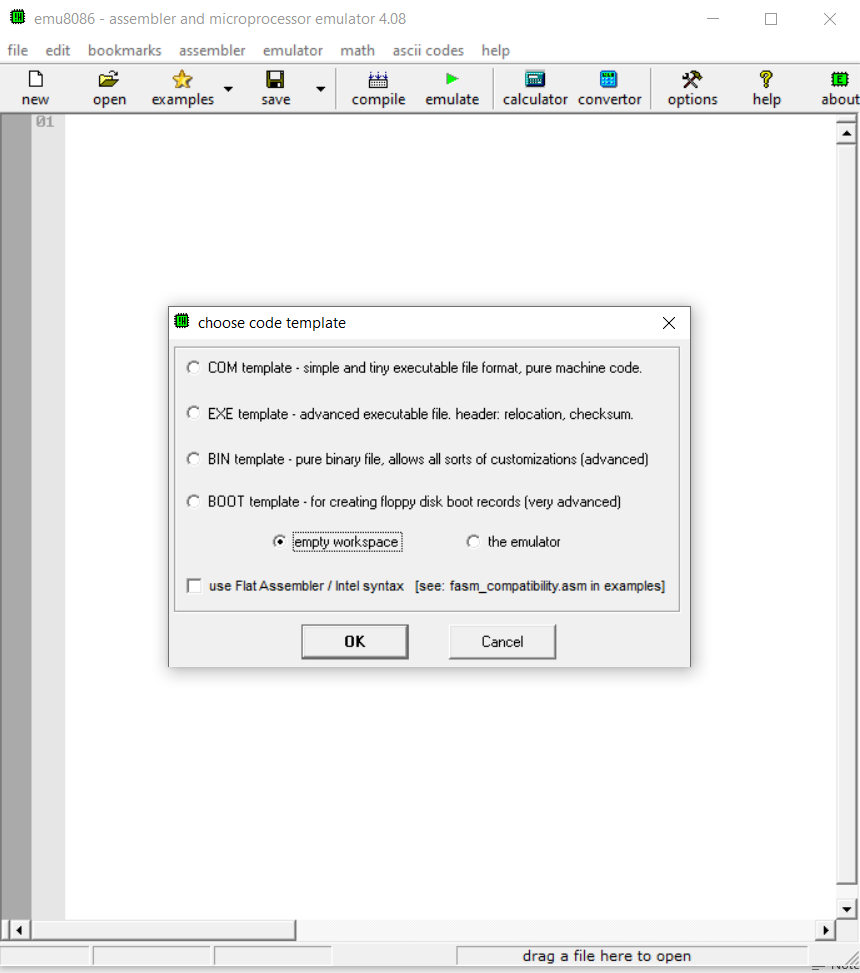 emu8086 - assembler and microprocessor emulator 4.08
file edit bookmarks assembler emulator math ascii codes help
new open examples save compile emulate calculator convertor options help about
01
choose code template
COM template - simple and tiny executable file format, pure machine code.
EXE template - advanced executable file. header: relocation, checksum.
BIN template - pure binary file, allows all sorts of customizations (advanced)
BOOT template - for creating floppy disk boot records (very advanced)
empty workspace the emulator
use Flat Assembler / Intel syntax [see: fasm_compatibility.asm in examples]
OK Cancel
drag a file here to open